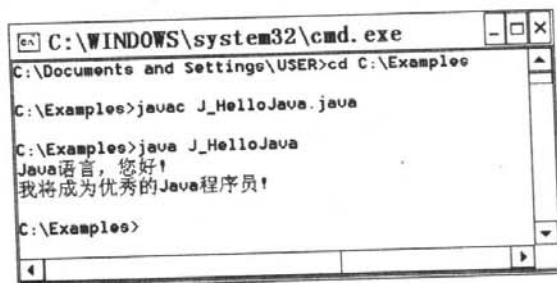 C:\WINDOWS\system32\cmd.exe
C:\Documents and Settings\USER>cd C:\Examples
C:\Examples>javac J_HelloJava.java
C:\Examples>java J_HelloJava
Java语言，您好！
我将成为优秀的Java程序员！
C:\Examples>